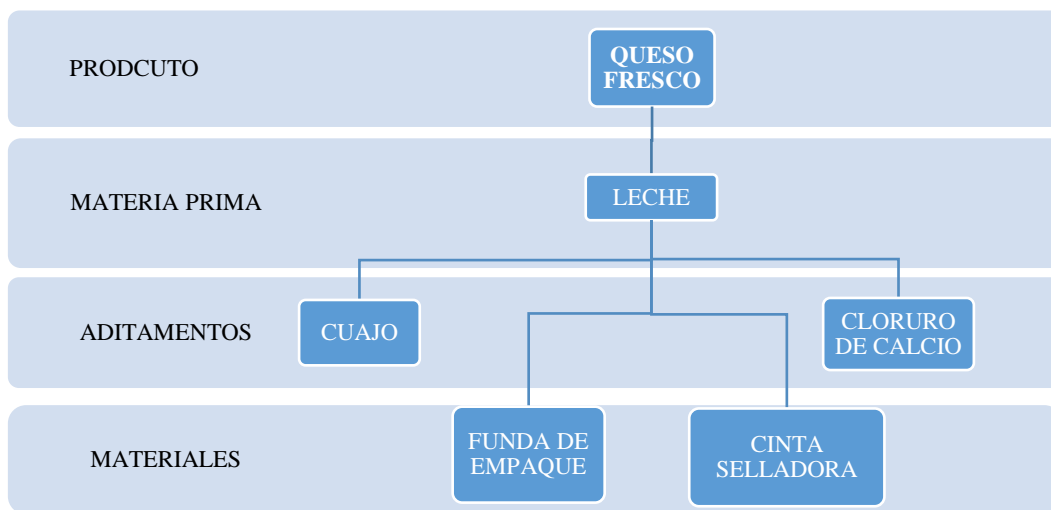 PRODCUTO
QUESO
FRESCO
MATERIA PRIMA
LECHE
ADITAMENTOS
CUAJO
CLORURO
DE CALCIO
MATERIALES
FUNDA DE
EMPAQUE
CINTA
SELLADORA